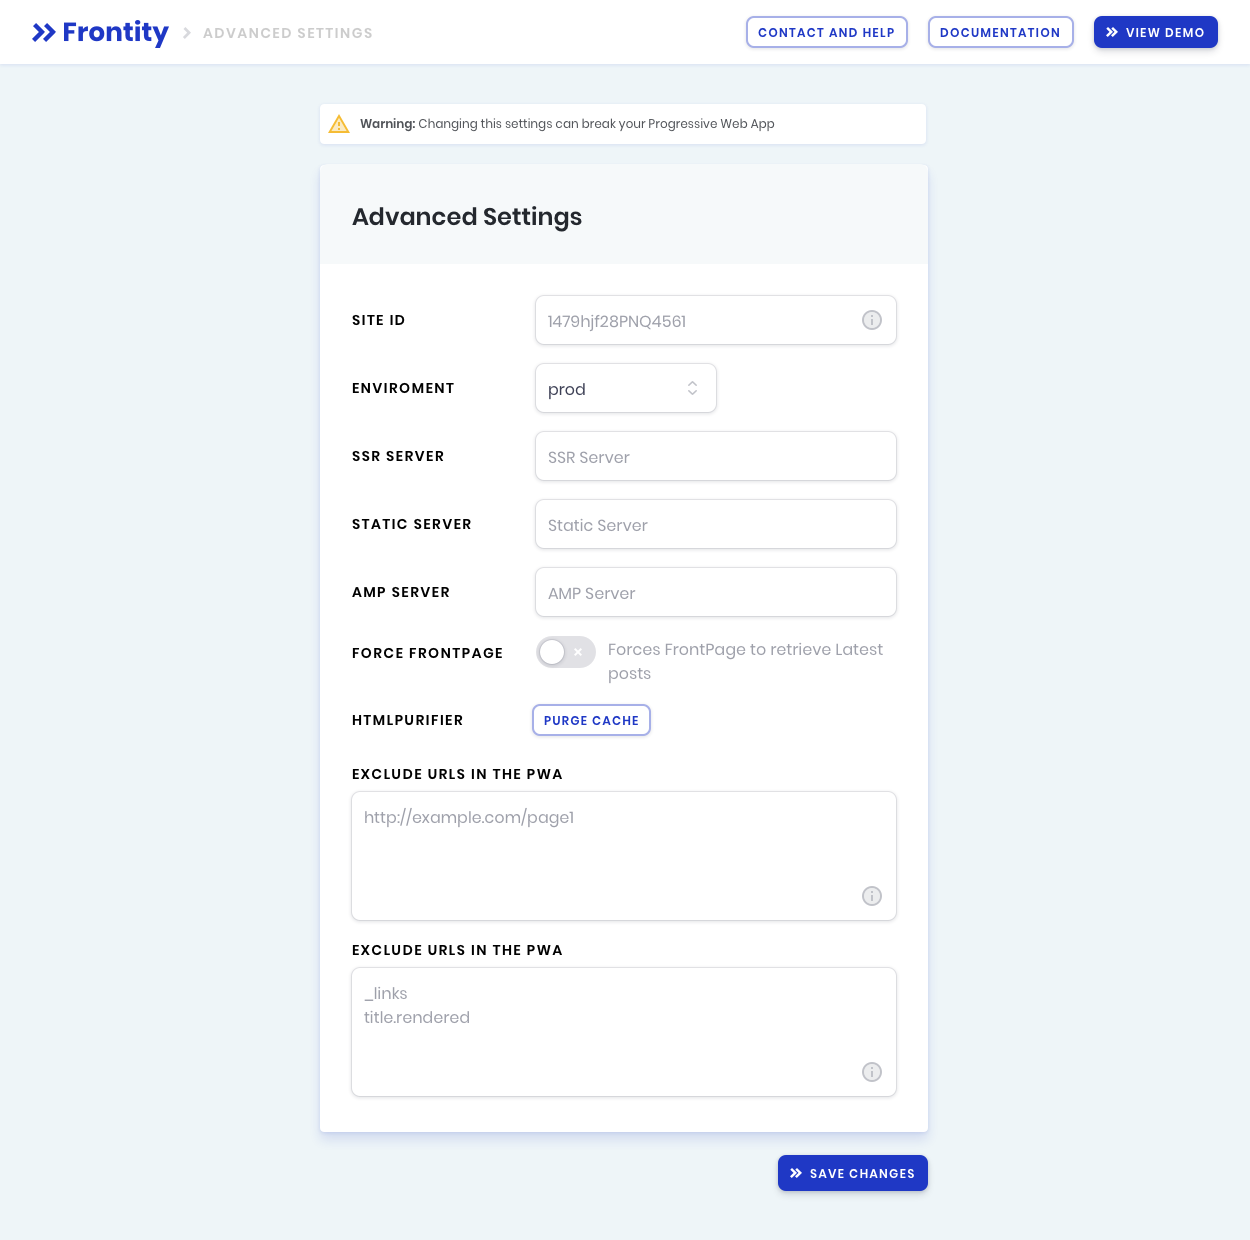 Frontity
ADVANCED SETTINGS
CONTACT AND HELP
DOCUMENTATION
VIEW DEMO
Warning: Changing this settings can break your Progressive Web App
Advanced Settings
SITE ID
1479hjf28PNQ4561
ENVIROMENT
prod
SSR SERVER
SSR Server
STATIC SERVER
Static Server
AMP SERVER
AMP Server
FORCE FRONTPAGE
Forces FrontPage to retrieve Latest
posts
HTMLPURIFIER
PURGE CACHE
EXCLUDE URLS IN THE PWA
http://example.com/page1
EXCLUDE URLS IN THE PWA
_links
title.rendered
SAVE CHANGES